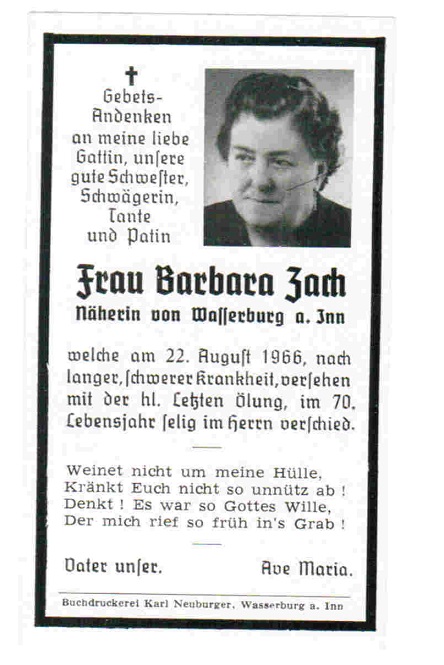 Gebets-
Andenken
an meine liebe
Gattin, unsere
gute Schwester,
Schwägerin,
Tante
und Patin
Frau Barbara Zach
Näherin von Wasserburg a. Inn
welche am 22. August 1966, nach
langer, schwerer Krankheit, versehen
mit der hl. Letzten Ölung, im 70.
Lebensjahr selig im Herrn verschied.
Weinet nicht um meine Hülle,
Kränkt Euch nicht so unnütz ab !
Denkt ! Es war so Gottes Wille,
Der mich rief so früh in's Grab !
Vater unser. Ave Maria.
Buchdruckerei Karl Neuburger, Wasserburg a. Inn